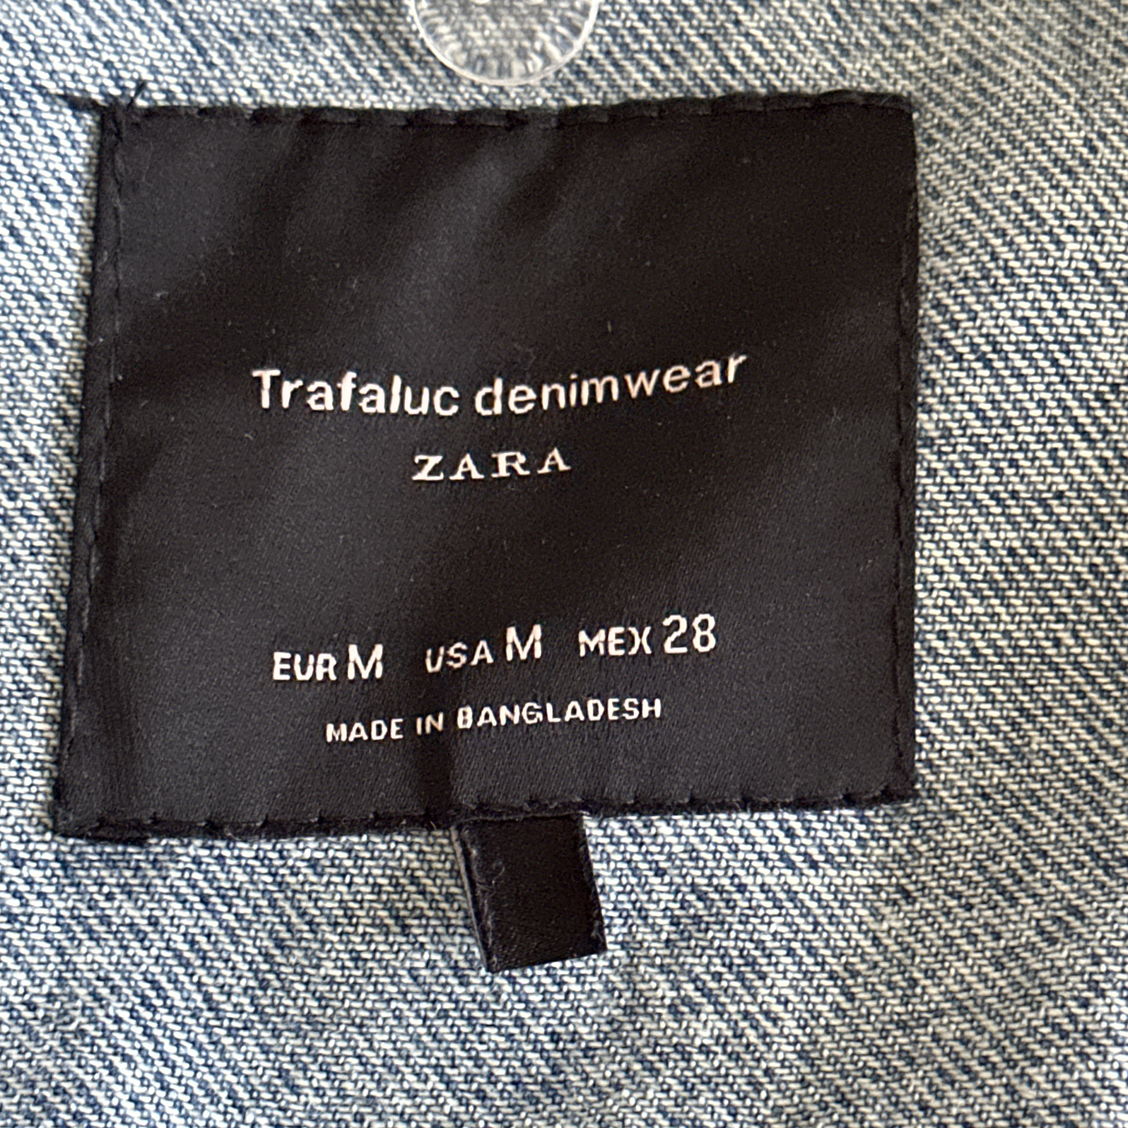 Trafaluc denimwear
ZARA
EUR M USA M MEX 28
MADE IN BANGLADESH